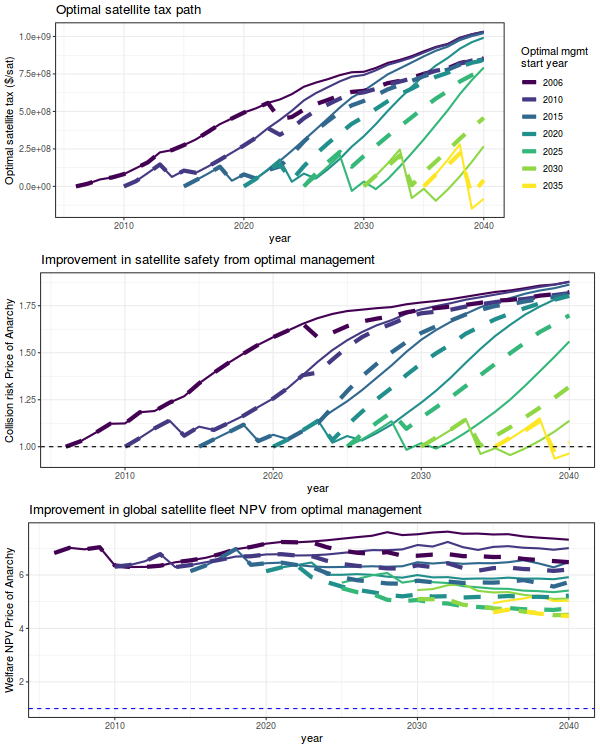 Optimal satellite tax path
Optimal satellite tax ($/sat)
1.0e+09
7.5e+08
5.0e+08
2.5e+08
0.0e+00
2010
2020
2030
2040
year
Optimal mgmt
start year
2006
2010
2015
2020
2025
2030
2035
Improvement in satellite safety from optimal management
Collision risk Price of Anarchy
1.75
1.50
1.25
1.00
2010
2020
2030
2040
year
Improvement in global satellite fleet NPV from optimal management
Welfare NPV Price of Anarchy
6
4
2
2010
2020
2030
2040
year